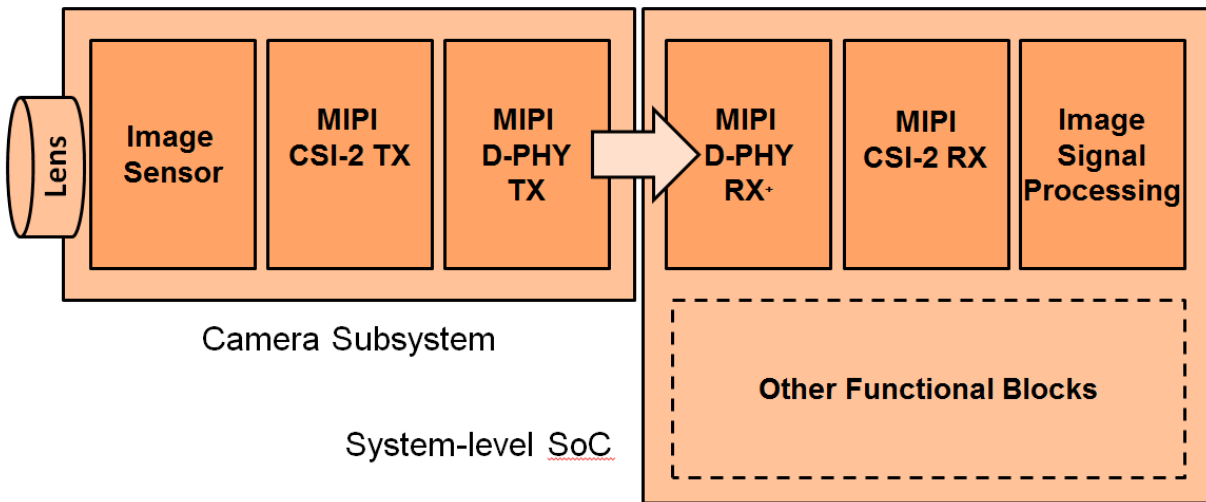 Lens
Image
Sensor
MIPI
CSI-2 TX
MIPI
D-PHY
TX
MIPI
D-PHY
RX+
MIPI
CSI-2 RX
Image
Signal
Processing
Camera Subsystem
Other Functional Blocks
System-level SoC